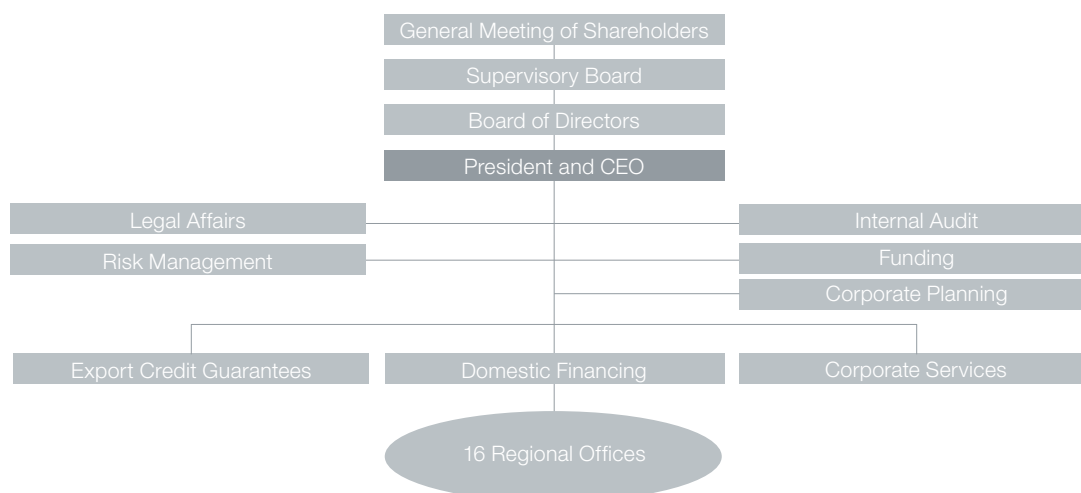 General Meeting of Shareholders
Supervisory Board
Board of Directors
President and CEO
Legal Affairs
Internal Audit
Risk Management
Funding
Corporate Planning
Export Credit Guarantees
Domestic Financing
Corporate Services
16 Regional Offices